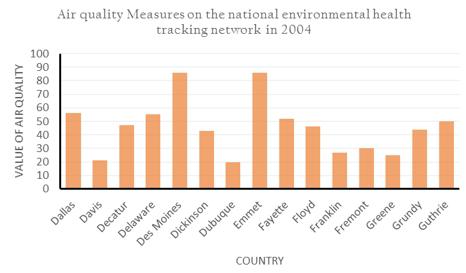 Air quality Measures on the national environmental health
tracking network in 2004
VALUE OF AIR QUALITY
100
90
80
70
60
50
40
30
20
10
0
Dallas
Davis
Decatur
Delaware
Des Moines
Dickinson
Dubuque
Emmet
Fayette
Floyd
Franklin
Fremont
Greene
Grundy
Guthrie
COUNTRY